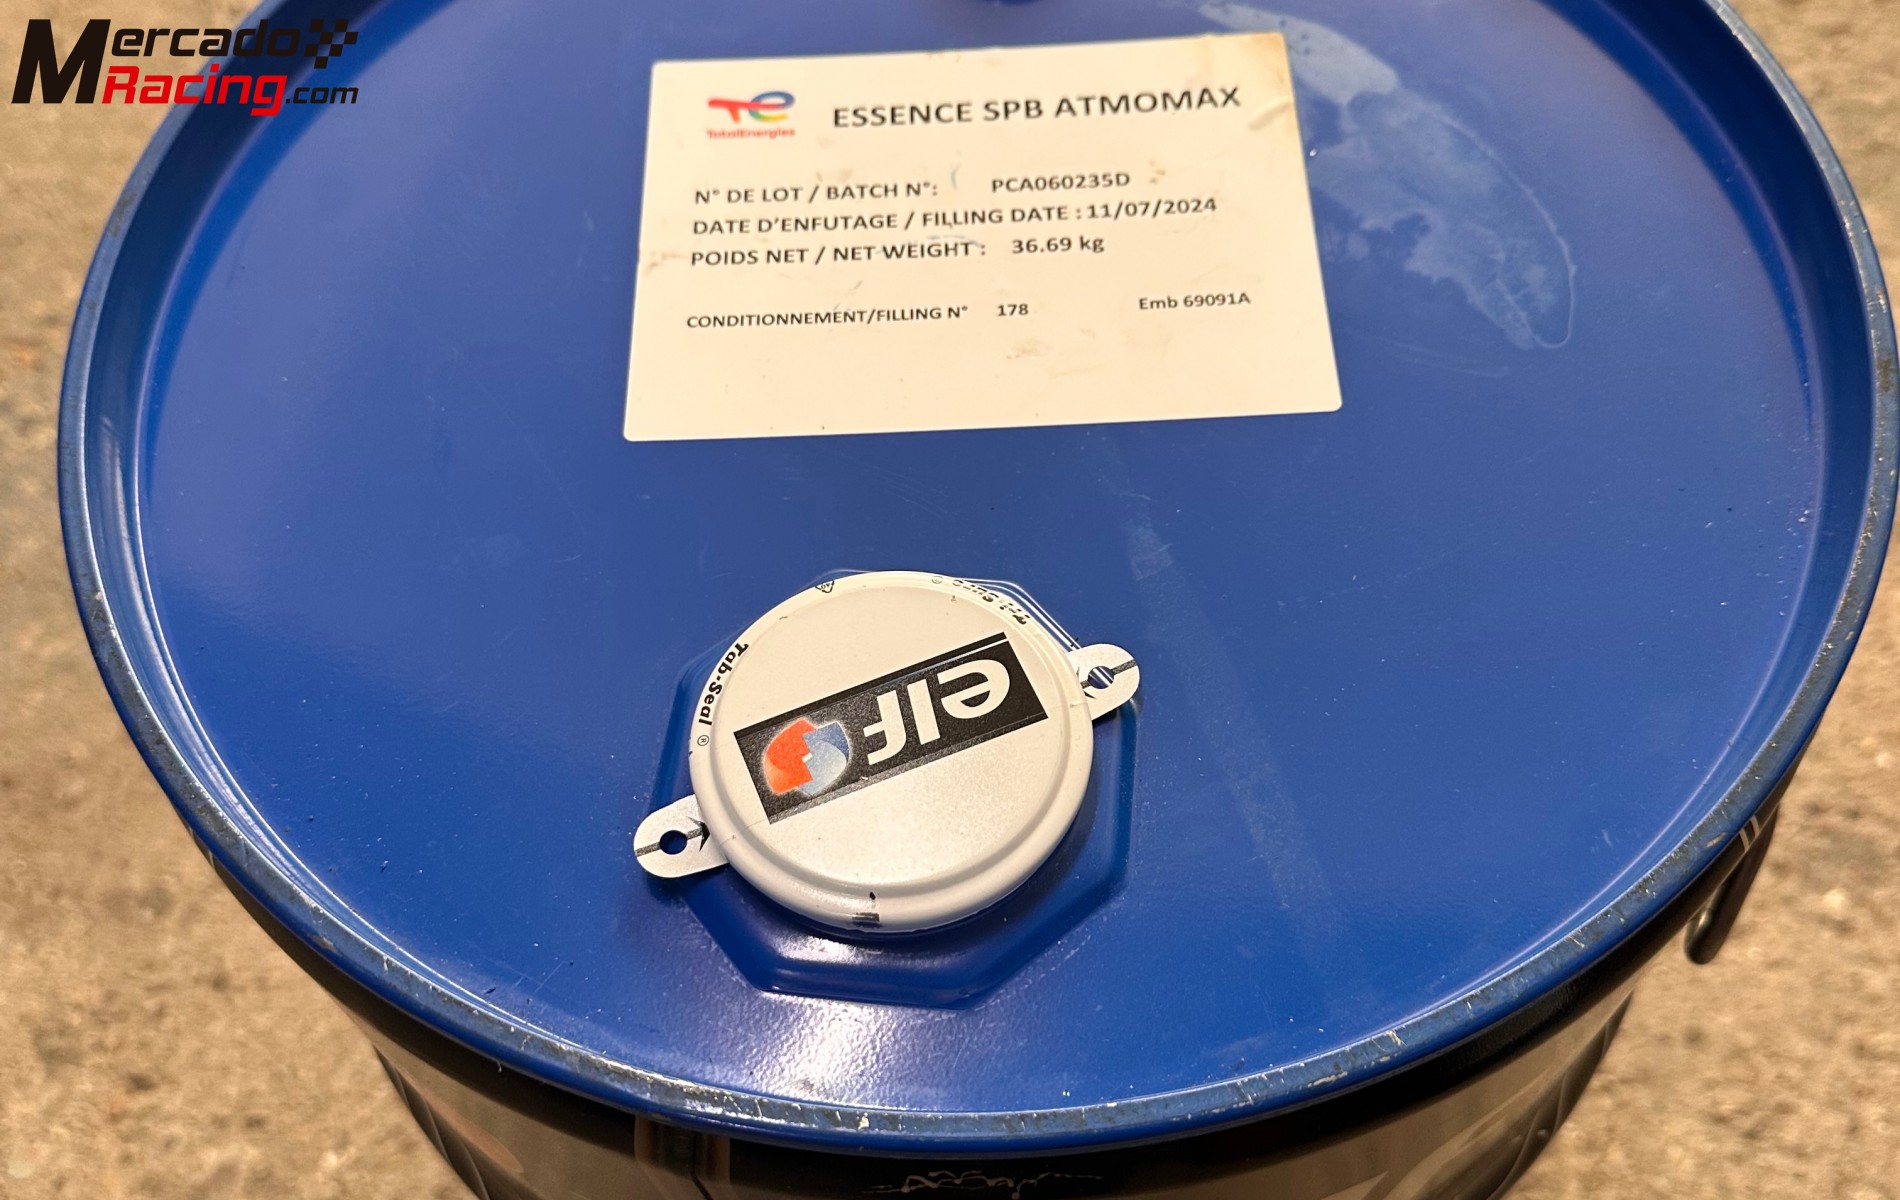 Mercado
Racing.com
TotalEnergies
ESSENCE SPB ATMOMAX
N° DE LOT / BATCH N°: PCA060235D
DATE D'ENFUTAGE / FILLING DATE : 11/07/2024
POIDS NET / NET WEIGHT : 36.69 kg
CONDITIONNEMENT/FILLING N° 178 Emb 69091A
Tab-Seal ®
elf